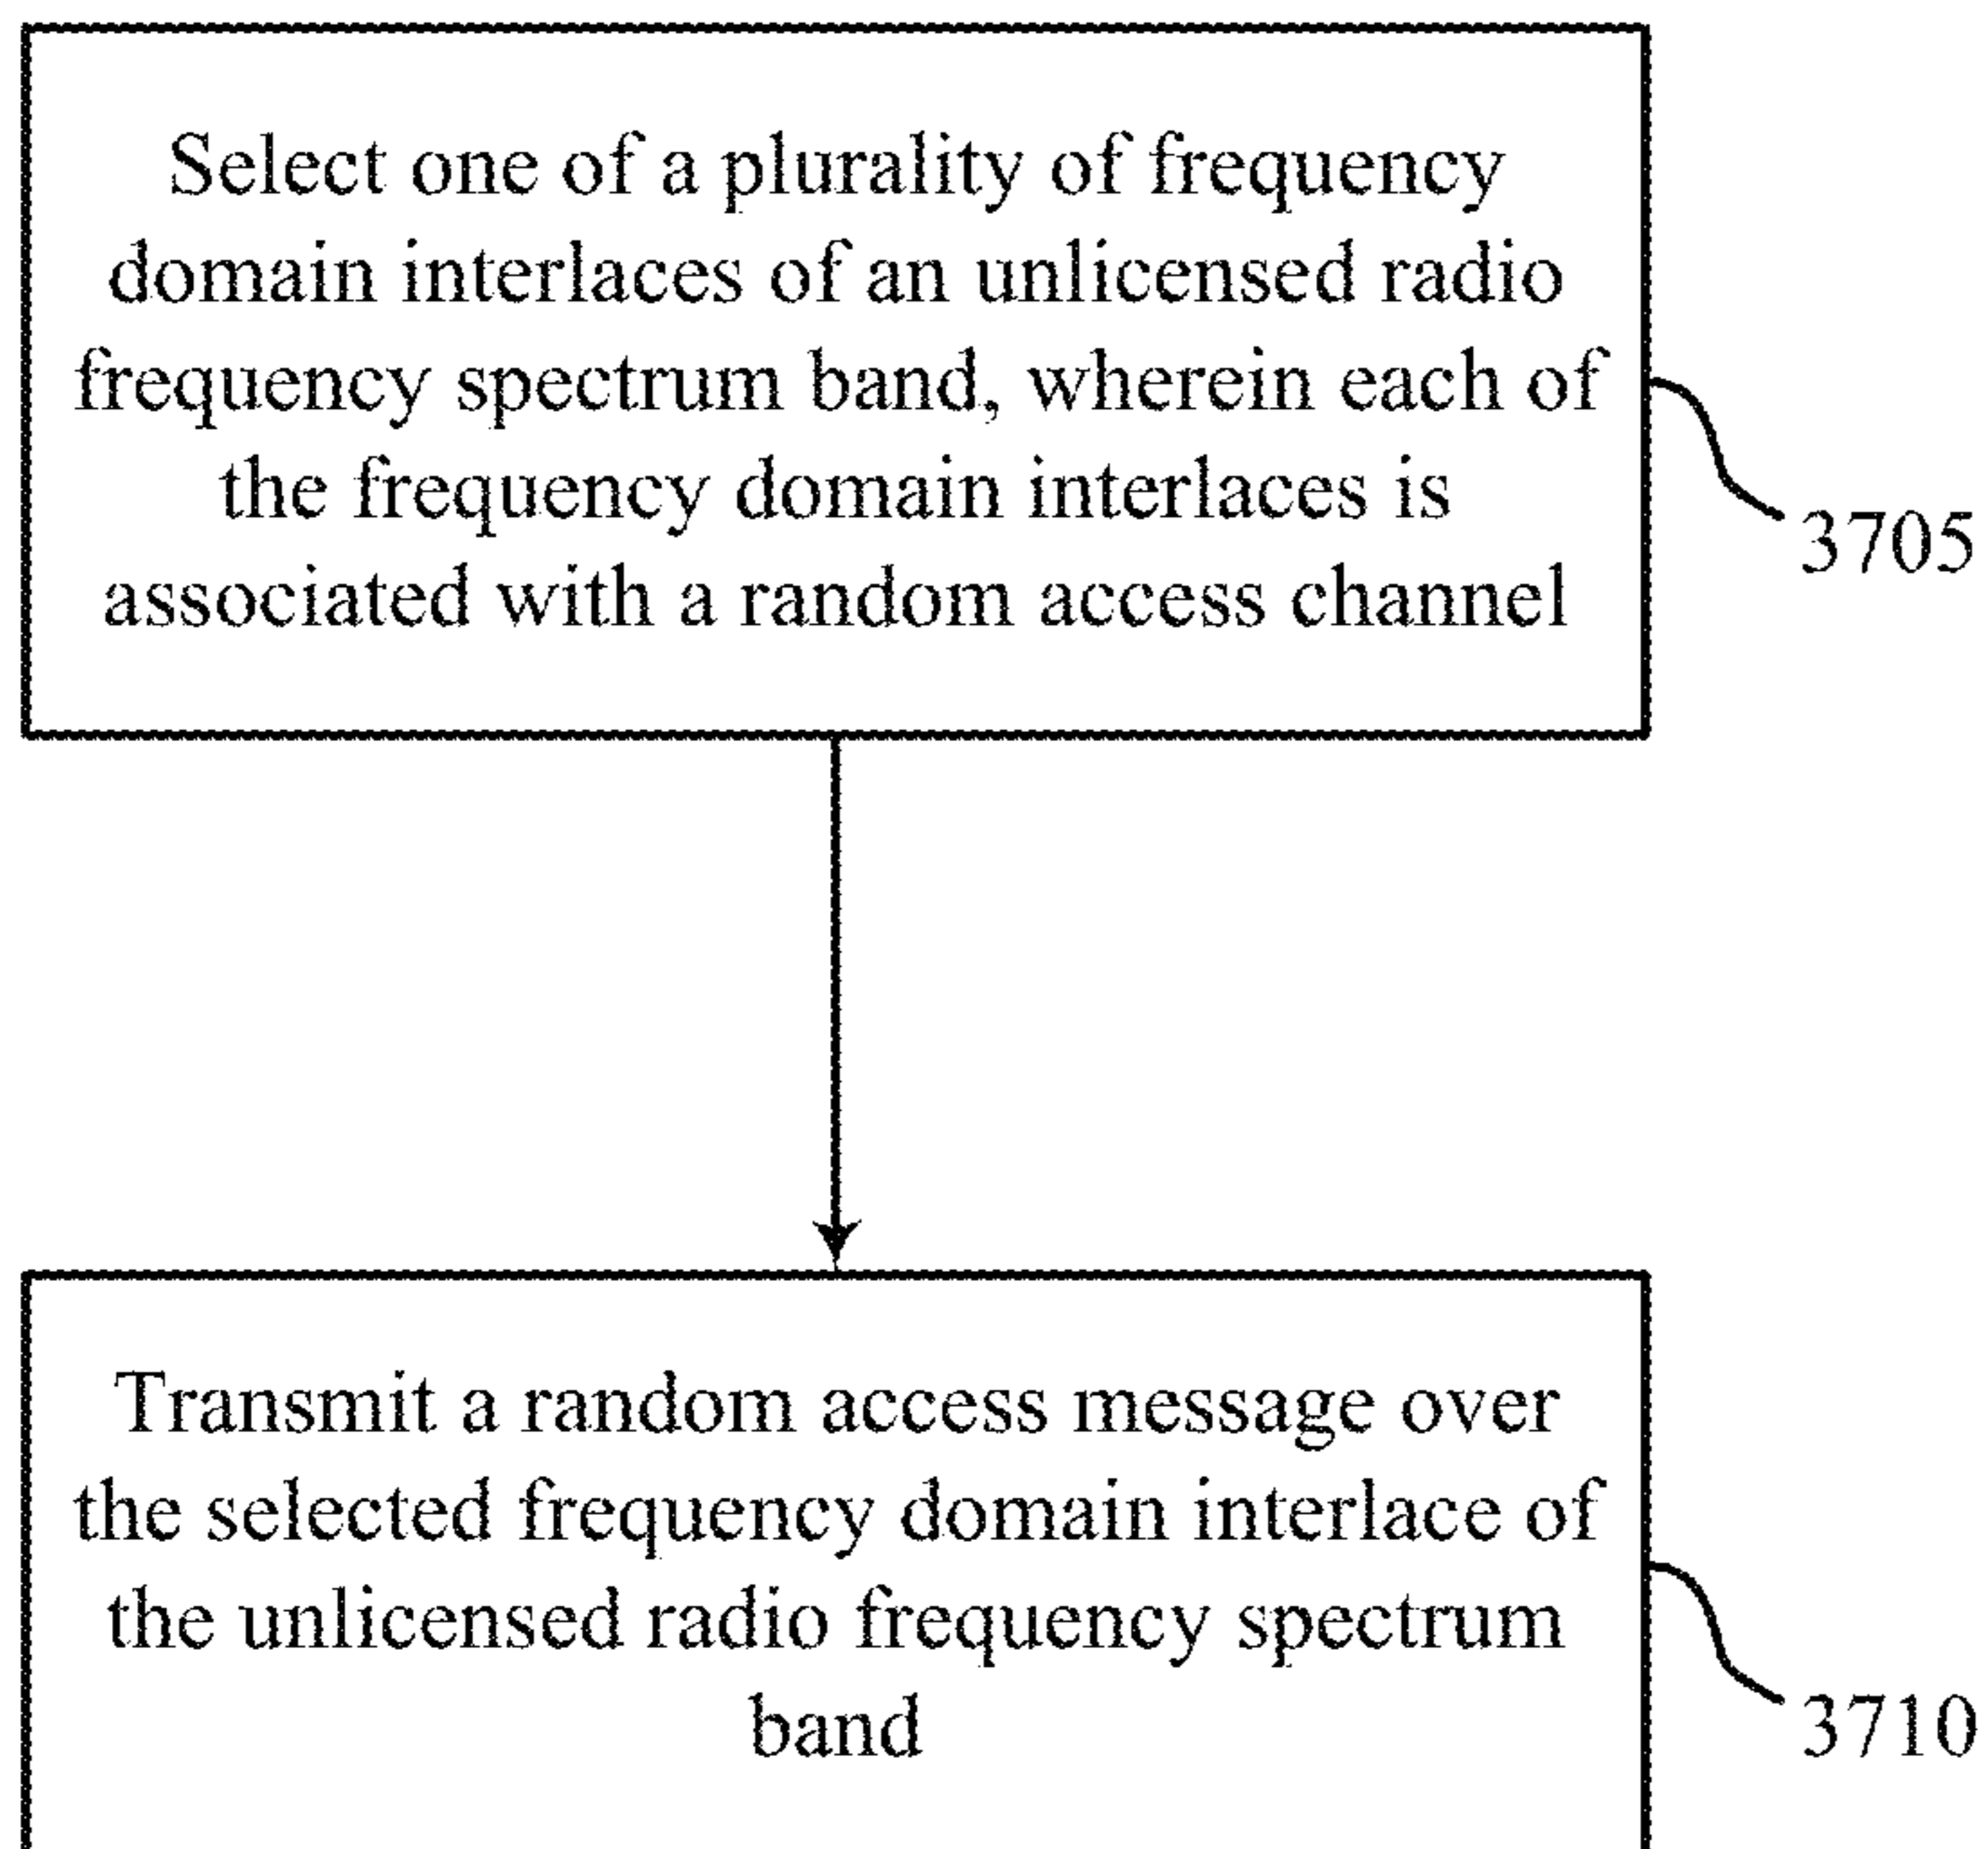 Select one of a plurality of frequency
domain interlaces of an unlicensed radio
frequency spectrum band, wherein each of
the frequency domain interlaces is
associated with a random access channel
3705
Transmit a random access message over
the selected frequency domain interlace of
the unlicensed radio frequency spectrum
band
3710